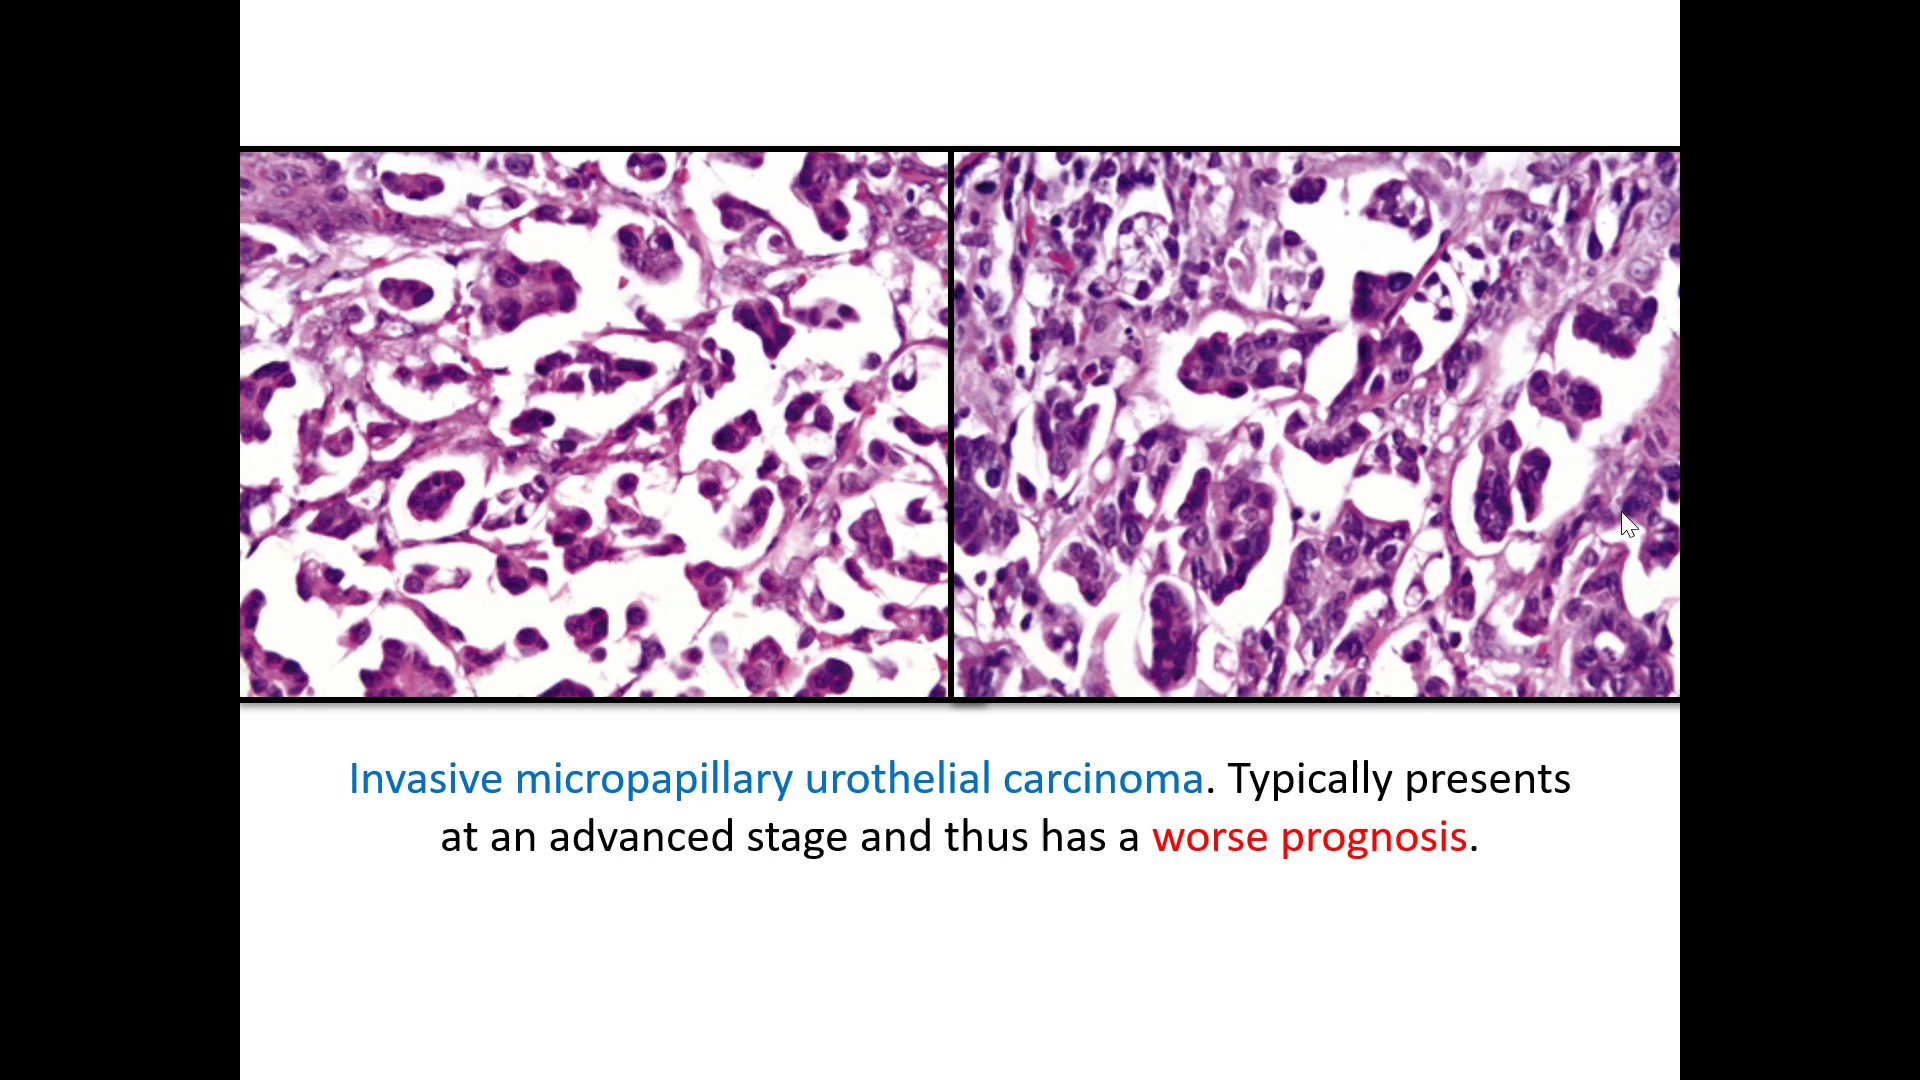 Invasive micropapillary urothelial carcinoma. Typically presents
at an advanced stage and thus has a worse prognosis.